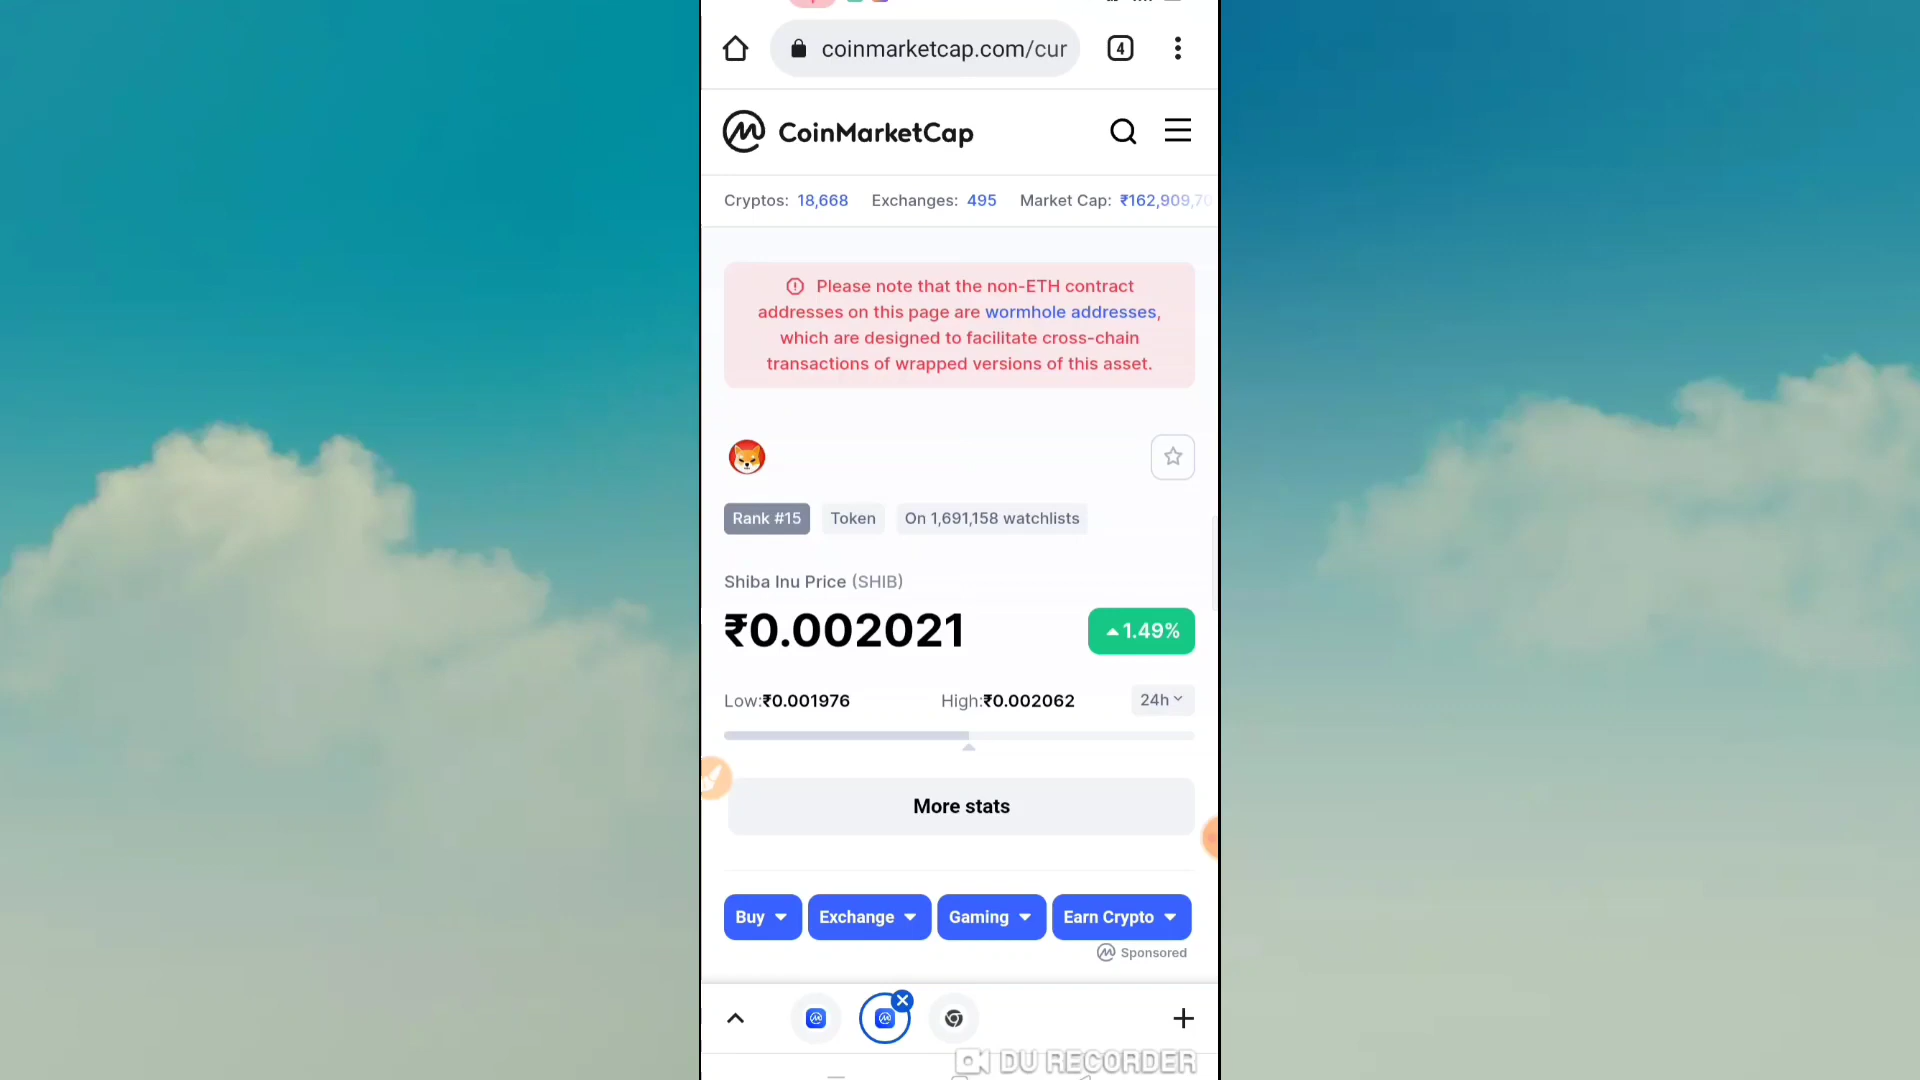 coinmarketcap.com/cur
4
CoinMarketCap
Cryptos: 18,668 Exchanges: 495 Market Cap: ₹162,909,70
Please note that the non-ETH contract
addresses on this page are wormhole addresses,
which are designed to facilitate cross-chain
transactions of wrapped versions of this asset.
Rank #15 Token On 1,691,158 watchlists
Shiba Inu Price (SHIB)
₹0.002021 1.49%
Low:₹0.001976 High:₹0.002062 24h
More stats
Buy Exchange Gaming Earn Crypto
Sponsored
DU RECORDER